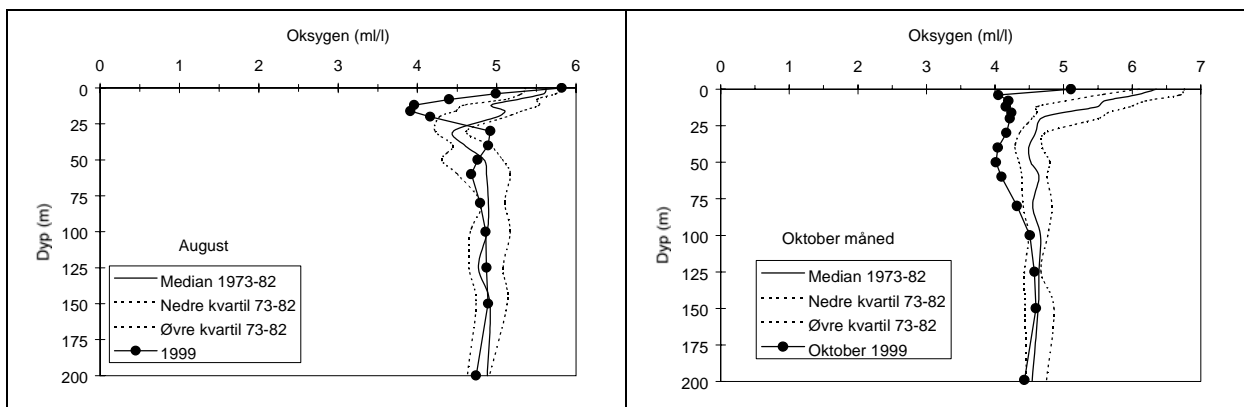 Oksygen (ml/l)
0 1 2 3 4 5 6
0
25
50
75
100
125
150
175
200
Dyp (m)
August
Median 1973-82
Nedre kvartil 73-82
Øvre kvartil 73-82
1999
Oksygen (ml/l)
0 1 2 3 4 5 6 7
0
25
50
75
100
125
150
175
200
Dyp (m)
Oktober måned
Median 1973-82
Nedre kvartil 73-82
Øvre kvartil 73-82
Oktober 1999